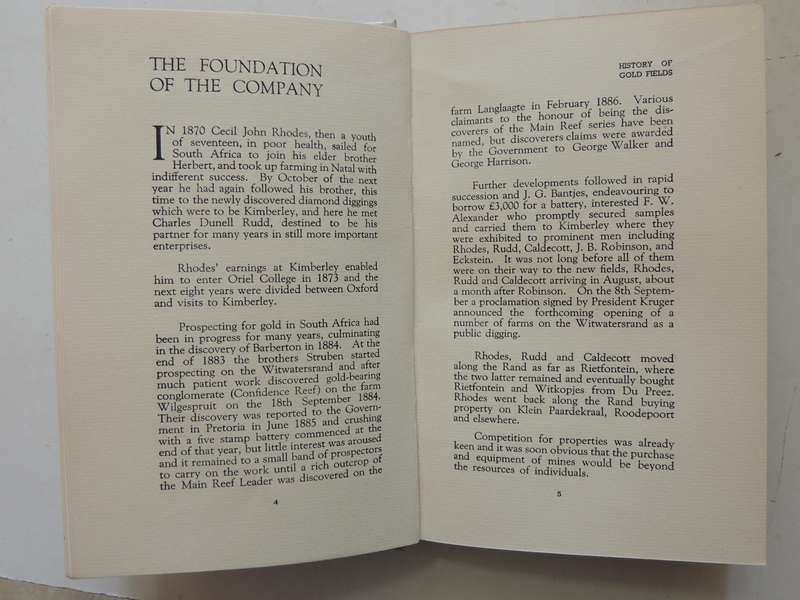 THE FOUNDATION
OF THE COMPANY
IN 1870 Cecil John Rhodes, then a youth
of seventeen, in poor health, sailed for
South Africa to join his elder brother
Herbert, and took up farming in Natal with
indifferent success. By October of the next
year he had again followed his brother, this
time to the newly discovered diamond diggings
which were to be Kimberley, and here he met
Charles Dunell Rudd, destined to be his
partner for many years in still more important
enterprises.
Rhodes' earnings at Kimberley enabled
him to enter Oriel College in 1873 and the
next eight years were divided between Oxford
and visits to Kimberley.
Prospecting for gold in South Africa had
been in progress for many years, culminating
in the discovery of Barberton in 1884. At the
end of 1883 the brothers Struben started
prospecting on the Witwatersrand and after
much patient work discovered gold-bearing
conglomerate (Confidence Reef) on the farm
Wilgespruit on the 18th September 1884.
Their discovery was reported to the Govern-
ment in Pretoria in June 1885 and crushing
with a five stamp battery commenced at the
end of that year, but little interest was aroused
and it remained to a small band of prospectors
to carry on the work until a rich outcrop of
the Main Reef Leader was discovered on the
4
HISTORY OF
GOLD FIELDS
farm Langlaagte in February 1886. Various
claimants to the honour of being the dis-
coverers of the Main Reef series have been
named, but discoverers claims were awarded
by the Government to George Walker and
George Harrison.
Further developments followed in rapid
succession and J. G. Bantjes, endeavouring to
borrow £3,000 for a battery, interested F. W.
Alexander who promptly secured samples
and carried them to Kimberley where they
were exhibited to prominent men including
Rhodes, Rudd, Caldecott, J. B. Robinson, and
Eckstein. It was not long before all of them
were on their way to the new fields, Rhodes,
Rudd and Caldecott arriving in August, about
a month after Robinson. On the 8th Septem-
ber a proclamation signed by President Kruger
announced the forthcoming opening of a
number of farms on the Witwatersrand as a
public digging.
Rhodes, Rudd and Caldecott moved
along the Rand as far as Rietfontein, where
the two latter remained and eventually bought
Rietfontein and Witkopjes from Du Preez.
Rhodes went back along the Rand buying
property on Klein Paardekraal, Roodepoort
and elsewhere.
Competition for properties was already
keen and it was soon obvious that the purchase
and equipment of mines would be beyond
the resources of individuals.
5